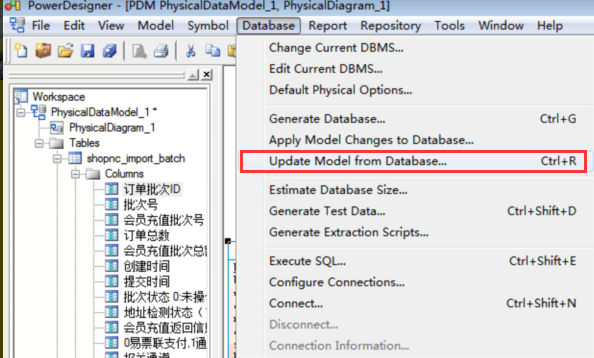 PowerDesigner - [PDM PhysicalDataModel_1, PhysicalDiagram_1]
File Edit View Model Symbol Database Report Repository Tools Window Help
Change Current DBMS...
Edit Current DBMS...
Default Physical Options...
Generate Database... Ctrl+G
Apply Model Changes to Database...
Update Model from Database... Ctrl+R
Estimate Database Size...
Generate Test Data... Ctrl+Shift+D
Generate Extraction Scripts...
Execute SQL... Ctrl+Shift+E
Configure Connections...
Connect... Ctrl+Shift+N
Disconnect...
Connection Information...
Workspace
PhysicalDataModel_1 *
PhysicalDiagram_1
Tables
shopnc_import_batch
Columns
订单批次ID
批次号
会员充值批次号
订单总数
会员充值批次总
创建时间
提交时间
批次状态 0:未操
地址检测状态（
会员充值返回信
0易票联支付,1通
报关通道